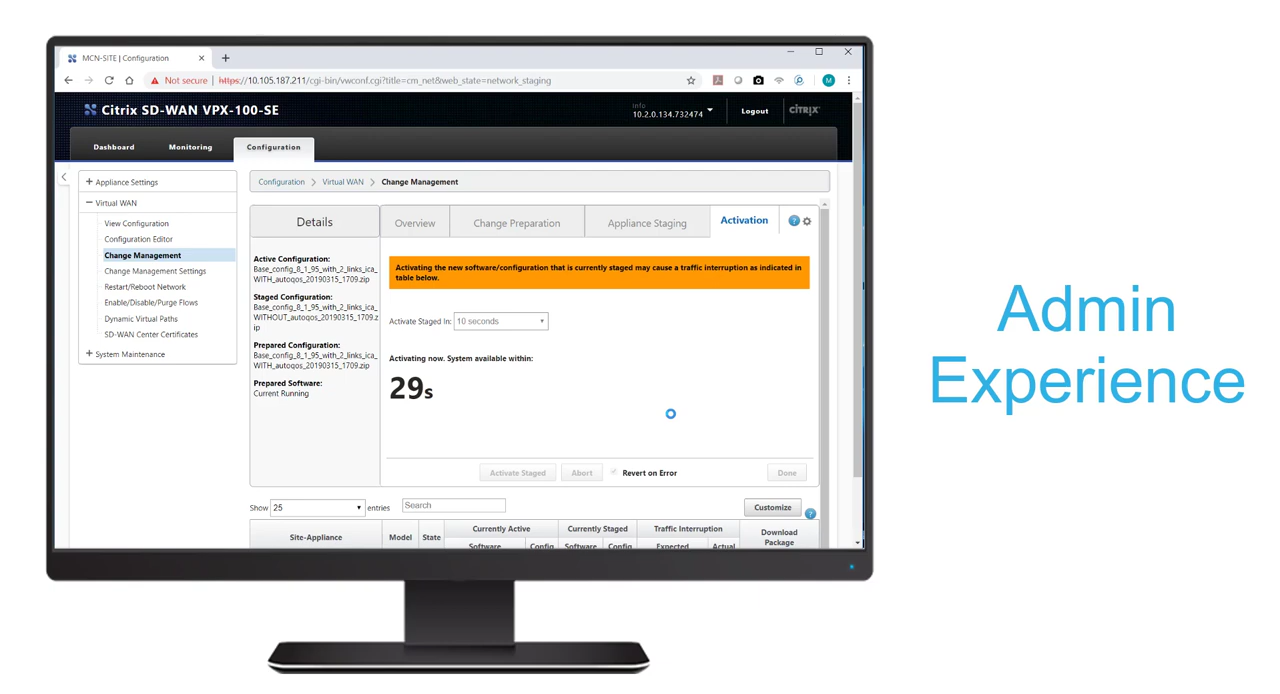 MCN-SITE | Configuration
Not secure | https://10.105.187.211/cgi-bin/vwconf.cgi?title=cm_net&web_state=network_staging
M
Citrix SD-WAN VPX-100-SE
Info
10.2.0.134.732474
Logout
CITRIX
Dashboard
Monitoring
Configuration
+ Appliance Settings
− Virtual WAN
View Configuration
Configuration Editor
Change Management
Change Management Settings
Restart/Reboot Network
Enable/Disable/Purge Flows
Dynamic Virtual Paths
SD-WAN Center Certificates
+ System Maintenance
Configuration > Virtual WAN > Change Management
Details
Overview
Change Preparation
Appliance Staging
Activation
Active Configuration:
Base_config_8_1_95_with_2_links_ica_
WITH_autoqos_20190315_1709.zip
Staged Configuration:
Base_config_8_1_95_with_2_links_ica_
WITHOUT_autoqos_20190315_1709.z
ip
Prepared Configuration:
Base_config_8_1_95_with_2_links_ica_
WITH_autoqos_20190315_1709.zip
Prepared Software:
Current Running
Activating the new software/configuration that is currently staged may cause a traffic interruption as indicated in
table below.
Activate Staged In: 10 seconds
Activating now. System available within:
29s
Activate Staged
Abort
Revert on Error
Done
Show 25 entries
Search
Customize
Site-Appliance
Model
State
Currently Active
Software
Config
Currently Staged
Software
Config
Traffic Interruption
Expected
Actual
Download
Package
Admin
Experience